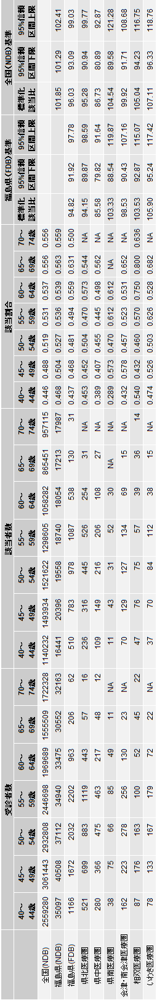 受診者数 該当者数 該当割合 福島県(FDB)基準 全国(NDB)基準
40～44歳 45～49歳 50～54歳 55～59歳 60～64歳 65～69歳 70～74歳 40～44歳 45～49歳 50～54歳 55～59歳 60～64歳 65～69歳 70～74歳 40～44歳 45～49歳 50～54歳 55～59歳 60～64歳 65～69歳 70～74歳 標準化該当比 95%信頼区間下限 95%信頼区間上限 標準化該当比 95%信頼区間下限 95%信頼区間上限
全国(NDB) 2559280 3061443 2932808 2446698 1969689 1555509 1722328 1140232 1493934 1521622 1298605 1058282 865451 957115 0.446 0.488 0.519 0.531 0.537 0.556 0.556
福島県(NDB) 35097 40508 37112 34940 33475 30552 32163 16441 20396 19558 18740 18054 17213 17987 0.468 0.504 0.527 0.536 0.539 0.563 0.559 101.85 101.29 102.41
福島県(FDB) 1166 1672 2032 2202 963 206 62 510 783 978 1087 538 130 31 0.437 0.468 0.481 0.494 0.559 0.631 0.500 94.82 91.92 97.78 96.03 93.09 99.03
県北医療圏 521 699 883 1119 443 57 16 236 316 445 526 254 31 NA 0.453 0.452 0.504 0.470 0.573 0.544 NA 94.15 89.87 98.59 95.28 90.94 99.77
県中医療圏 280 366 475 463 217 48 12 109 149 216 206 108 27 NA 0.389 0.407 0.455 0.445 0.498 0.562 NA 85.58 79.82 91.64 86.73 80.89 92.87
県南医療圏 38 75 66 85 49 11 NA 11 43 31 52 30 NA NA 0.289 0.573 0.470 0.612 0.612 NA NA 103.33 88.54 119.87 104.54 89.58 121.28
会津・南会津医療圏 162 223 278 256 130 23 NA 70 129 127 134 69 15 NA 0.432 0.578 0.457 0.523 0.531 0.652 NA 98.53 90.43 107.16 99.92 91.71 108.68
相双医療圏 87 176 163 100 52 45 22 47 76 75 57 39 36 14 0.540 0.432 0.460 0.570 0.750 0.800 0.636 103.53 92.87 115.07 105.04 94.23 116.75
いわき医療圏 78 133 167 179 72 22 NA 37 70 84 112 38 15 NA 0.474 0.526 0.503 0.626 0.528 0.682 NA 105.90 95.24 117.42 107.11 96.33 118.76